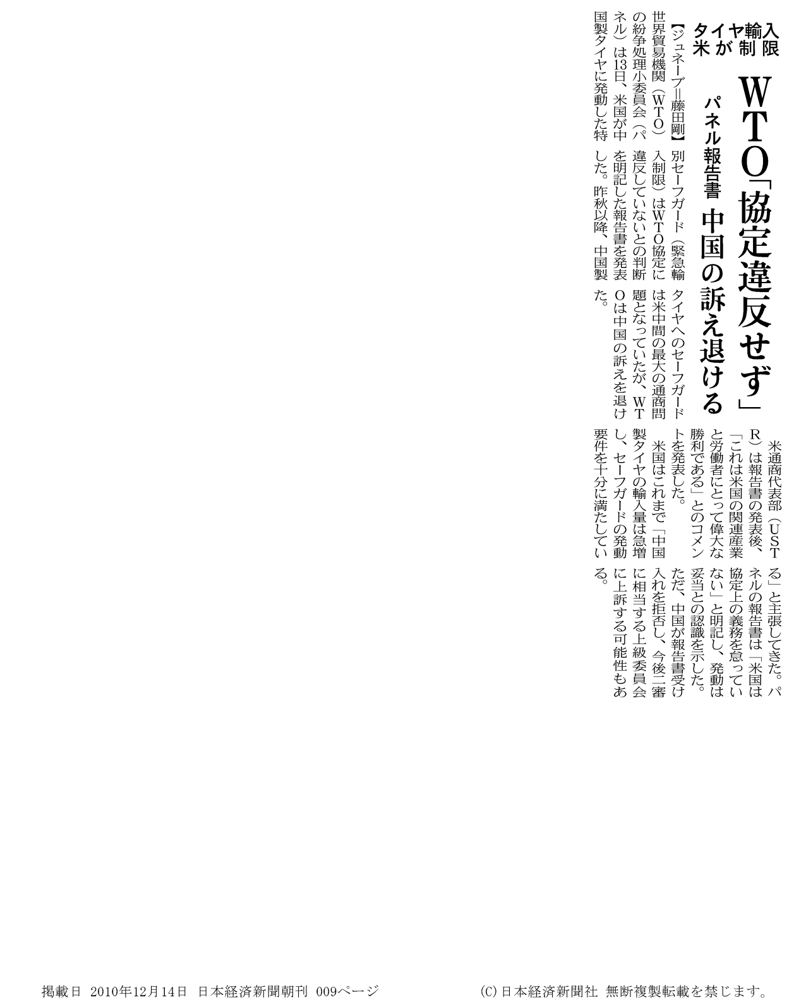 米がタイヤ
輸入制限
WTO「協定違反せず」
パネル報告書 中国の訴え退ける
【ジュネーブ=藤田剛】
世界貿易機関（WTO）
の紛争処理小委員会（パ
ネル）は13日、米国が中
国製タイヤに発動した特
別セーフガード（緊急輸
入制限）はWTO協定に
違反していないとの判断
を明記した報告書を発表
した。昨秋以降、中国製
タイヤへのセーフガード
は米中間の最大の通商問
題となっていたが、WT
Oは中国の訴えを退け
た。
米通商代表部（UST
R）は報告書の発表後、
「これは米国の関連産業
と労働者にとって偉大な
勝利である」とのコメン
トを発表した。
米国はこれまで「中国
製タイヤの輸入量は急増
し、セーフガードの発動
要件を十分に満たしてい
る」と主張してきた。パ
ネルの報告書は「米国は
協定上の義務を怠ってい
ない」と明記し、発動は
妥当との認識を示した。
ただ、中国が報告書受け
入れを拒否し、今後二審
に相当する上級委員会
に上訴する可能性もあ
る。
掲載日 2010年12月14日 日本経済新聞朝刊 009ページ
(C)日本経済新聞社 無断複製転載を禁じます。